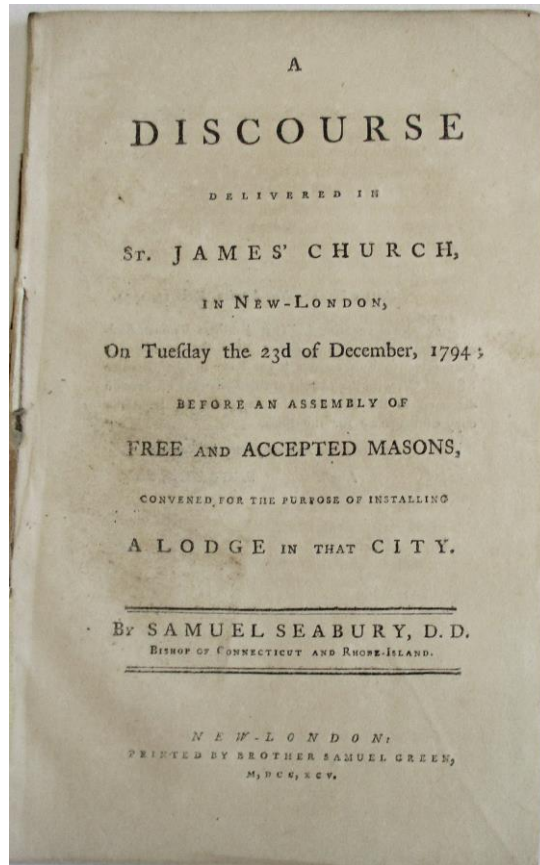 A
DISCOURSE
DELIVERED IN
St. JAMES' CHURCH,
IN NEW-LONDON,
On Tueſday the 23d of December, 1794;
BEFORE AN ASSEMBLY OF
FREE AND ACCEPTED MASONS,
CONVENED FOR THE PURPOSE OF INSTALLING
A LODGE IN THAT CITY.
By SAMUEL SEABURY, D. D.
BISHOP OF CONNECTICUT AND RHODE-ISLAND.
NEW-LONDON:
PRINTED BY BROTHER SAMUEL GREEN,
M,DCC,XCV.